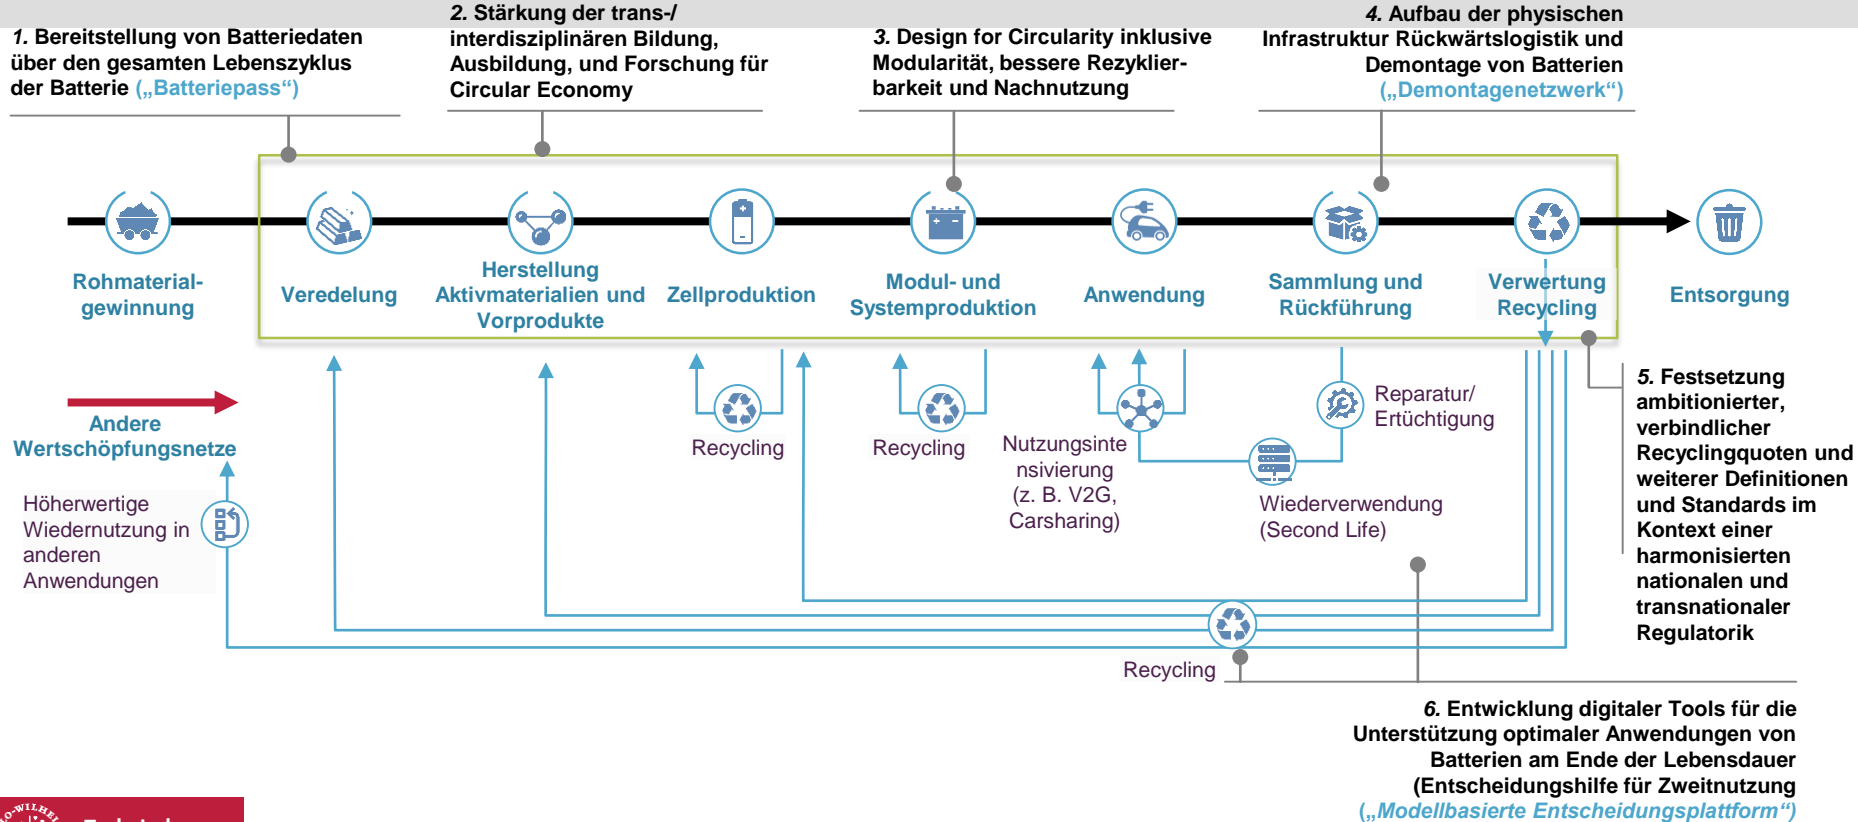 1. Bereitstellung von Batteriedaten
über den gesamten Lebenszyklus
der Batterie („Batteriepass“)
2. Stärkung der trans-/
interdisziplinären Bildung,
Ausbildung, und Forschung für
Circular Economy
3. Design for Circularity inklusive
Modularität, bessere Rezyklier-
barkeit und Nachnutzung
4. Aufbau der physischen
Infrastruktur Rückwärtslogistik und
Demontage von Batterien
(„Demontagenetzwerk“)
Rohmaterial-
gewinnung
Veredelung
Herstellung
Aktivmaterialien und
Vorprodukte
Zellproduktion
Modul- und
Systemproduktion
Anwendung
Sammlung und
Rückführung
Verwertung
Recycling
Entsorgung
Andere
Wertschöpfungsnetze
Höherwertige
Wiedernutzung in
anderen
Anwendungen
Recycling
Recycling
Nutzungsinte
nsivierung
(z. B. V2G,
Carsharing)
Reparatur/
Ertüchtigung
Wiederverwendung
(Second Life)
Recycling
5. Festsetzung
ambitionierter,
verbindlicher
Recyclingquoten und
weiterer Definitionen
und Standards im
Kontext einer
harmonisierten
nationalen und
transnationaler
Regulatorik
6. Entwicklung digitaler Tools für die
Unterstützung optimaler Anwendungen von
Batterien am Ende der Lebensdauer
(Entscheidungshilfe für Zweitnutzung
(„Modellbasierte Entscheidungsplattform“)